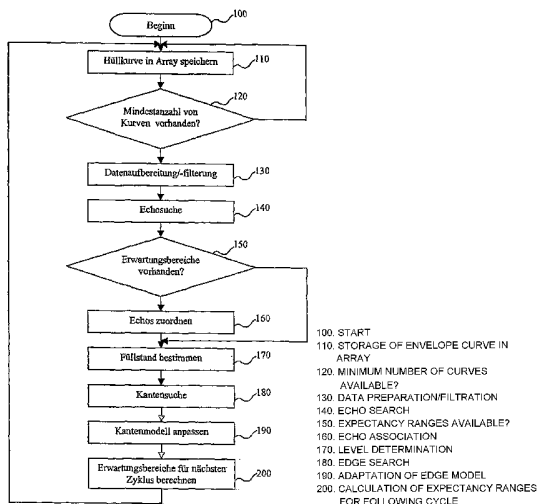 Beginn
100
Hüllkurve in Array speichern
110
120
Mindestanzahl von
Kurven vorhanden?
Datenaufbereitung/-filterung
130
Echosuche
140
150
Erwartungsbereiche
vorhanden?
Echos zuordnen
160
Füllstand bestimmen
170
Kantensuche
180
Kantenmodell anpassen
190
Erwartungsbereiche für nächsten
Zyklus berechnen
200
100. START
110. STORAGE OF ENVELOPE CURVE IN
ARRAY
120. MINIMUM NUMBER OF CURVES
AVAILABLE?
130. DATA PREPARATION/FILTRATION
140. ECHO SEARCH
150. EXPECTANCY RANGES AVAILABLE?
160. ECHO ASSOCIATION
170. LEVEL DETERMINATION
180. EDGE SEARCH
190. ADAPTATION OF EDGE MODEL
200. CALCULATION OF EXPECTANCY RANGES
FOR FOLLOWING CYCLE